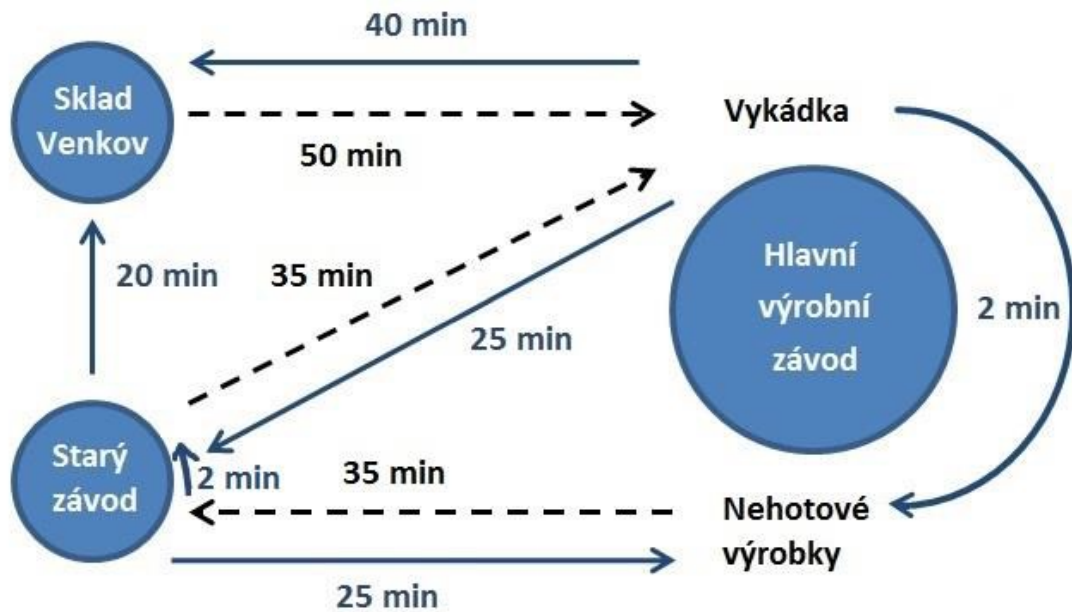 40 min
Sklad
Venkov
Vykádka
50 min
20 min
35 min
Hlavní
výrobní
závod
2 min
25 min
Starý
závod
2 min
35 min
Nehotové
výrobky
25 min